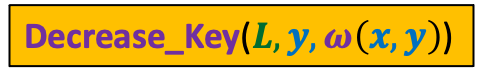 Decrease_Key(L, y, ω(x, y))